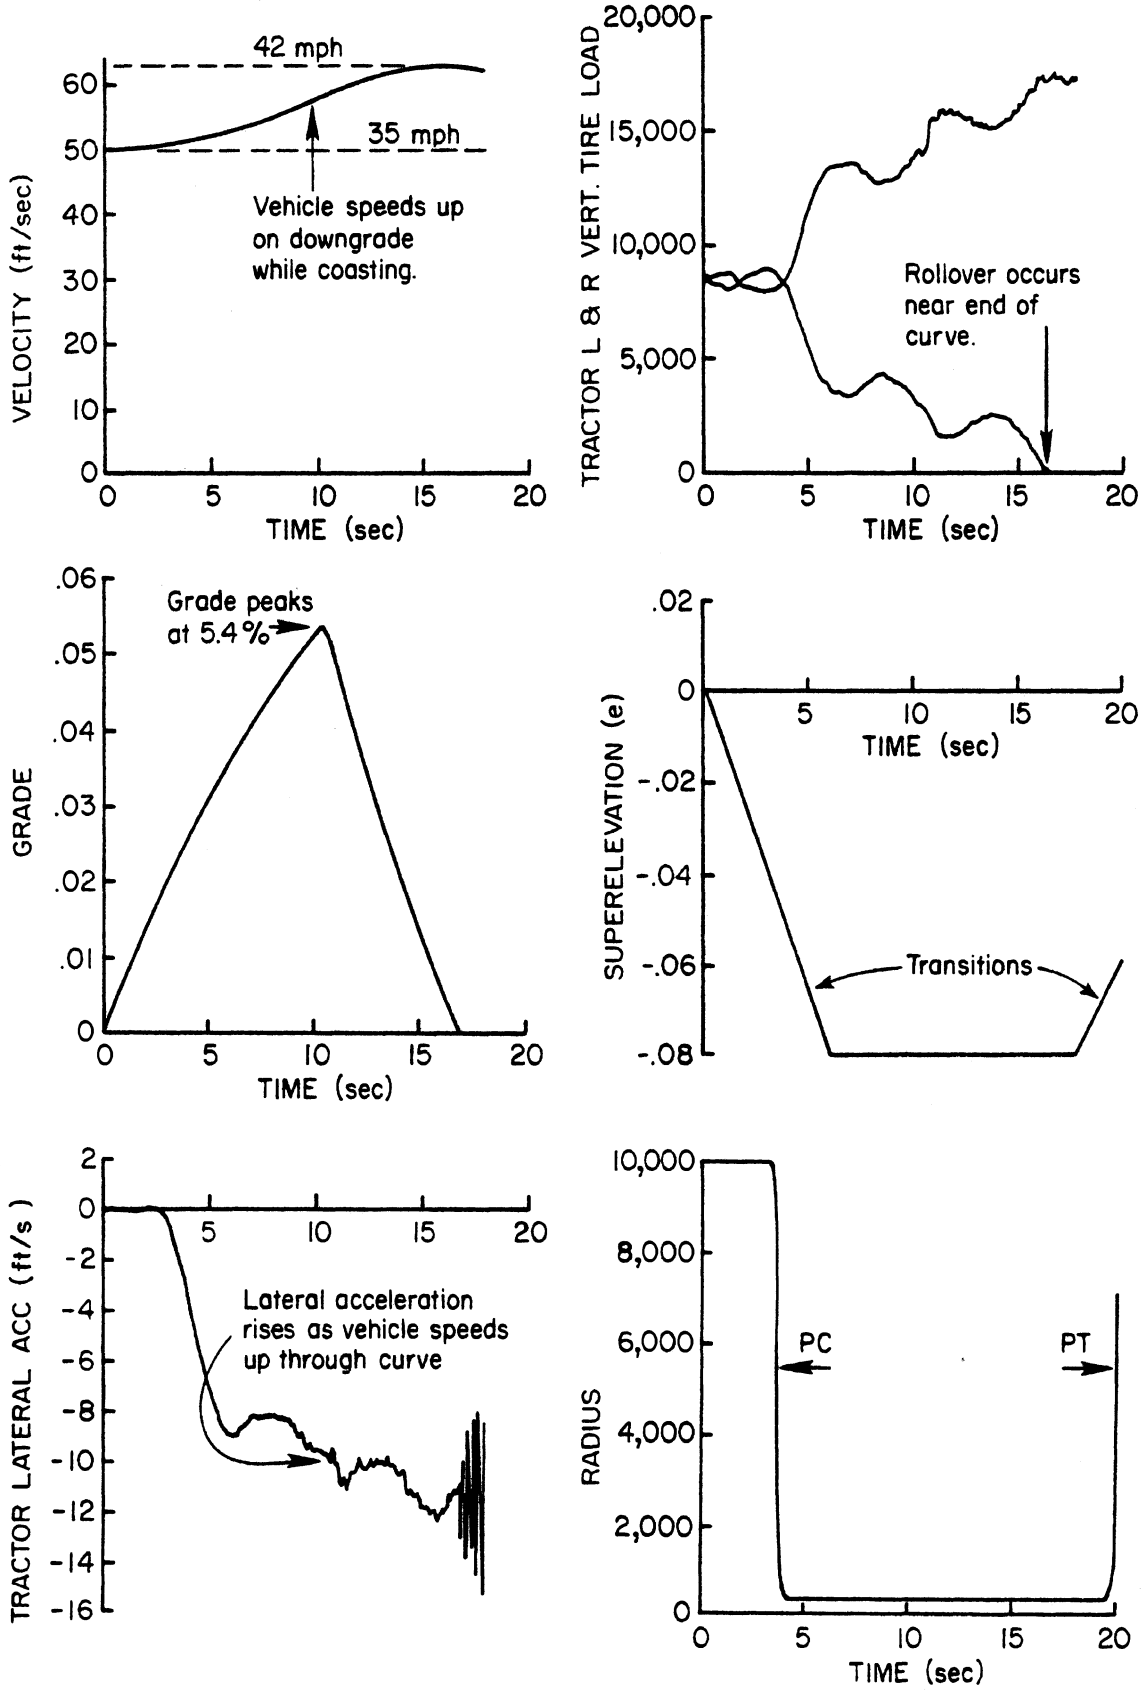 42 mph
60
35 mph
50
Vehicle speeds up
40
on downgrade
while coasting.
30
20
10
0
0 5 10 15 20
TIME (sec)
VELOCITY (ft/sec)
20,000
15,000
10,000
Rollover occurs
near end of
curve.
5,000
0
0 5 10 15 20
TIME (sec)
TRACTOR L & R VERT. TIRE LOAD
.06
Grade peaks
at 5.4%
.05
.04
.03
.02
.01
0
0 5 10 15 20
TIME (sec)
GRADE
.02
0
5 10 15 20
TIME (sec)
-.02
-.04
-.06
Transitions
-.08
SUPERELEVATION (e)
2
0
5 10 15 20
-2
-4
Lateral acceleration
rises as vehicle speeds
up through curve
-6
-8
-10
-12
-14
-16
TRACTOR LATERAL ACC (ft/s)
10,000
8,000
6,000
PC PT
4,000
2,000
0
0 5 10 15 20
TIME (sec)
RADIUS